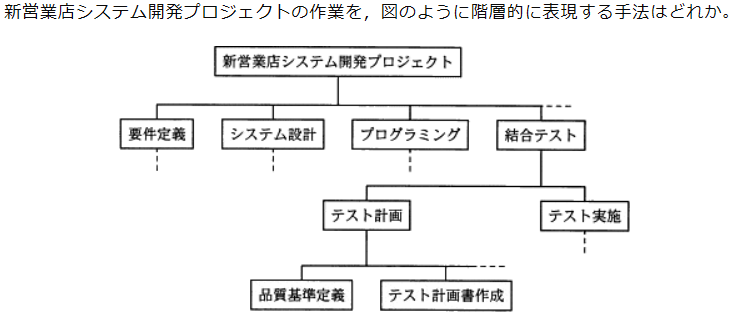 新営業店システム開発プロジェクトの作業を，図のように階層的に表現する手法はどれか。
新営業店システム開発プロジェクト
要件定義
システム設計
プログラミング
結合テスト
テスト計画
テスト実施
品質基準定義
テスト計画書作成